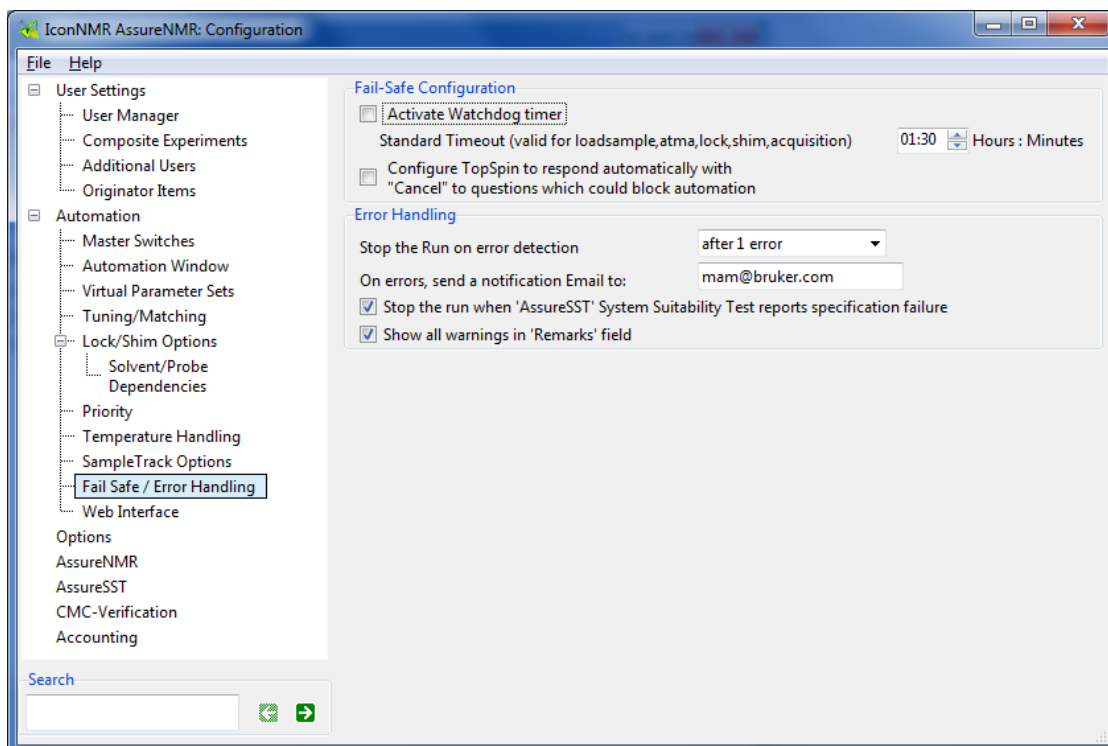 IconNMR AssureNMR: Configuration
File Help
User Settings
User Manager
Composite Experiments
Additional Users
Originator Items
Automation
Master Switches
Automation Window
Virtual Parameter Sets
Tuning/Matching
Lock/Shim Options
Solvent/Probe
Dependencies
Priority
Temperature Handling
SampleTrack Options
Fail Safe / Error Handling
Web Interface
Options
AssureNMR
AssureSST
CMC-Verification
Accounting
Search
Fail-Safe Configuration
Activate Watchdog timer
Standard Timeout (valid for loadsample,atma,lock,shim,acquisition) 01:30 Hours : Minutes
Configure TopSpin to respond automatically with
"Cancel" to questions which could block automation
Error Handling
Stop the Run on error detection after 1 error
On errors, send a notification Email to: mam@bruker.com
Stop the run when 'AssureSST' System Suitability Test reports specification failure
Show all warnings in 'Remarks' field